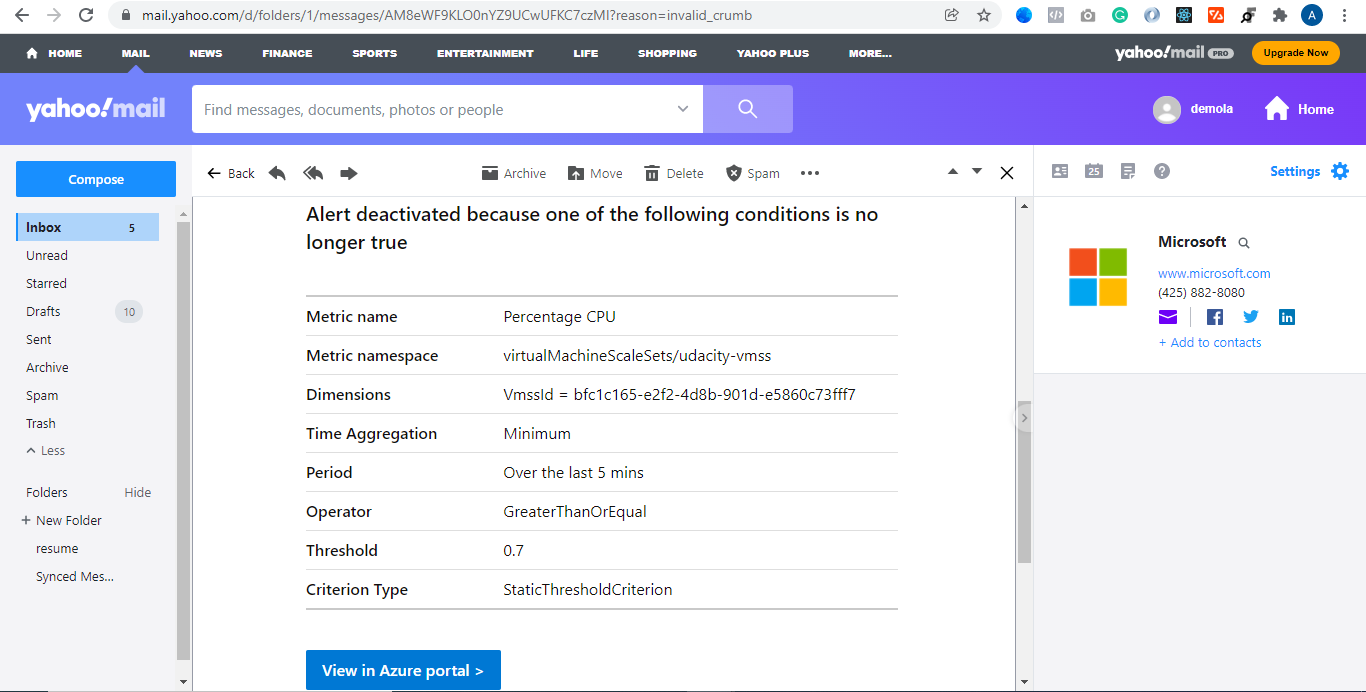 mail.yahoo.com/d/folders/1/messages/AM8eWF9KLO0nYZ9UCwUFKC7czMI?reason=invalid_crumb
A
HOME MAIL NEWS FINANCE SPORTS ENTERTAINMENT LIFE SHOPPING YAHOO PLUS MORE... yahoo!mail PRO Upgrade Now
yahoo!mail Find messages, documents, photos or people demola Home
Compose
Back Archive Move Delete Spam 25 Settings
Inbox 5
Unread
Starred
Drafts 10
Sent
Archive
Spam
Trash
Less
Folders Hide
+ New Folder
resume
Synced Mes...
Alert deactivated because one of the following conditions is no
longer true
Metric name Percentage CPU
Metric namespace virtualMachineScaleSets/udacity-vmss
Dimensions VmssId = bfc1c165-e2f2-4d8b-901d-e5860c73fff7
Time Aggregation Minimum
Period Over the last 5 mins
Operator GreaterThanOrEqual
Threshold 0.7
Criterion Type StaticThresholdCriterion
View in Azure portal >
Microsoft
www.microsoft.com
(425) 882-8080
+ Add to contacts